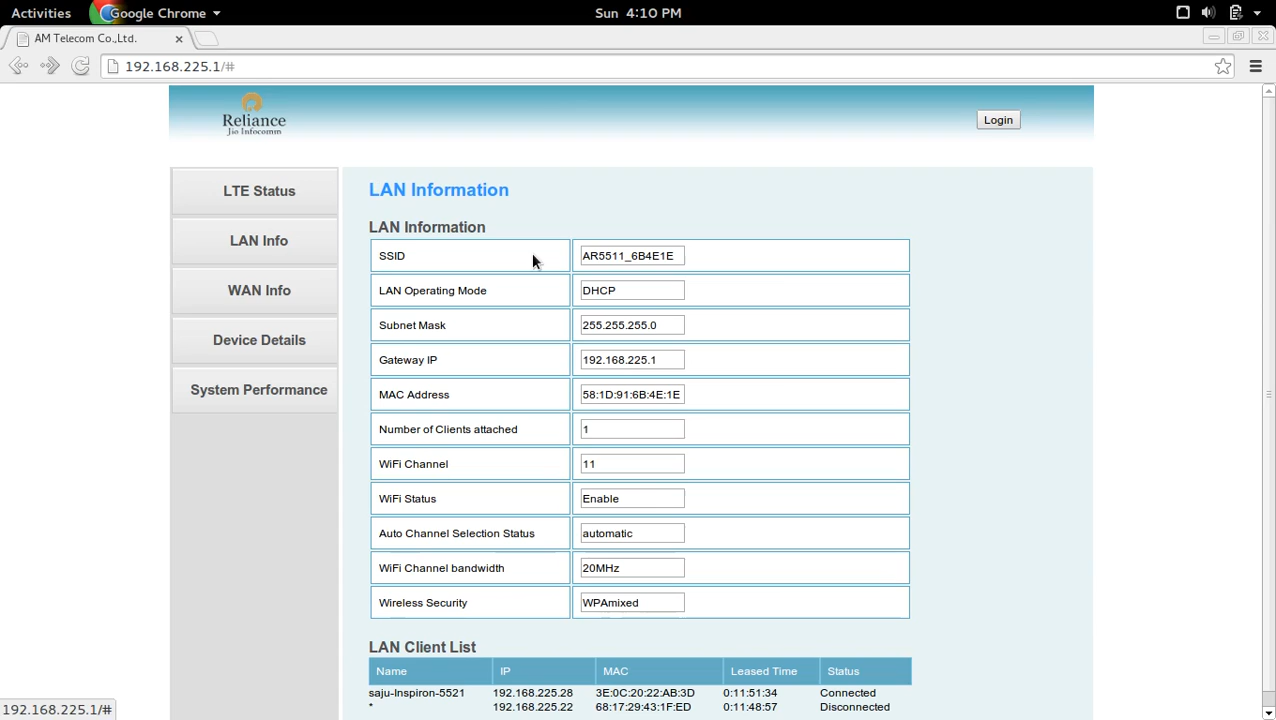 Activities Google Chrome Sun 4:10 PM
AM Telecom Co.,Ltd.
192.168.225.1/#
Reliance
Jio Infocomm
Login
LTE Status
LAN Info
WAN Info
Device Details
System Performance
LAN Information
LAN Information
SSID AR5511_6B4E1E
LAN Operating Mode DHCP
Subnet Mask 255.255.255.0
Gateway IP 192.168.225.1
MAC Address 58:1D:91:6B:4E:1E
Number of Clients attached 1
WiFi Channel 11
WiFi Status Enable
Auto Channel Selection Status automatic
WiFi Channel bandwidth 20MHz
Wireless Security WPAmixed
LAN Client List
Name IP MAC Leased Time Status
saju-Inspiron-5521 192.168.225.28 3E:0C:20:22:AB:3D 0:11:51:34 Connected
* 192.168.225.22 68:17:29:43:1F:ED 0:11:48:57 Disconnected
192.168.225.1/#